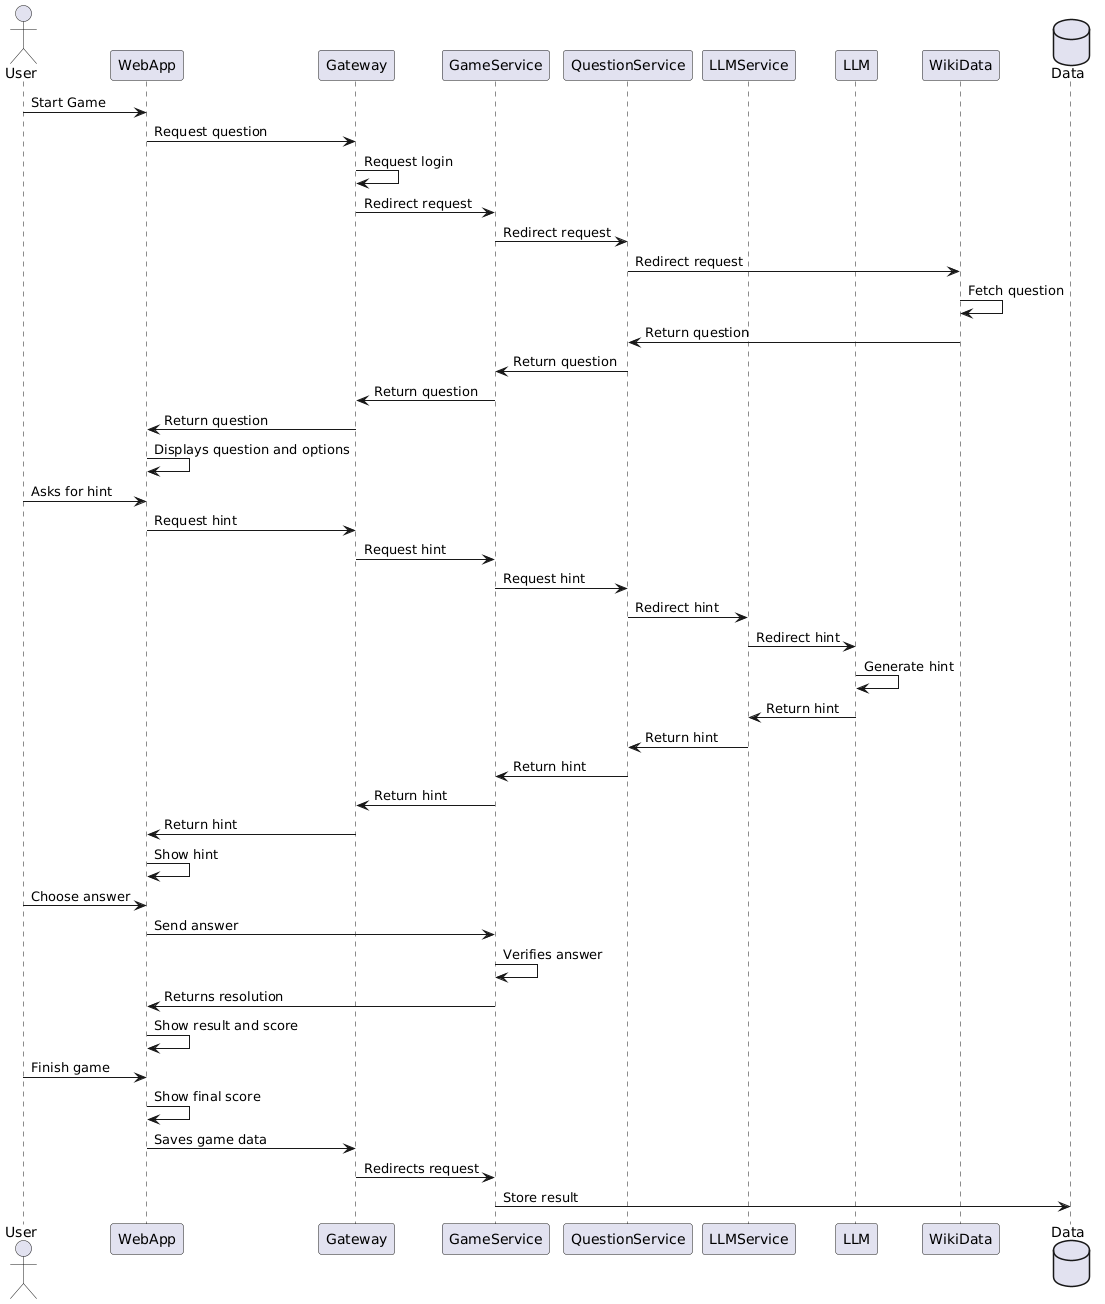 User
WebApp
Gateway
GameService
QuestionService
LLMService
LLM
WikiData
Data
Start Game
Request question
Request login
Redirect request
Redirect request
Redirect request
Fetch question
Return question
Return question
Return question
Return question
Displays question and options
Asks for hint
Request hint
Request hint
Request hint
Redirect hint
Redirect hint
Generate hint
Return hint
Return hint
Return hint
Return hint
Return hint
Show hint
Choose answer
Send answer
Verifies answer
Returns resolution
Show result and score
Finish game
Show final score
Saves game data
Redirects request
Store result
User
WebApp
Gateway
GameService
QuestionService
LLMService
LLM
WikiData
Data